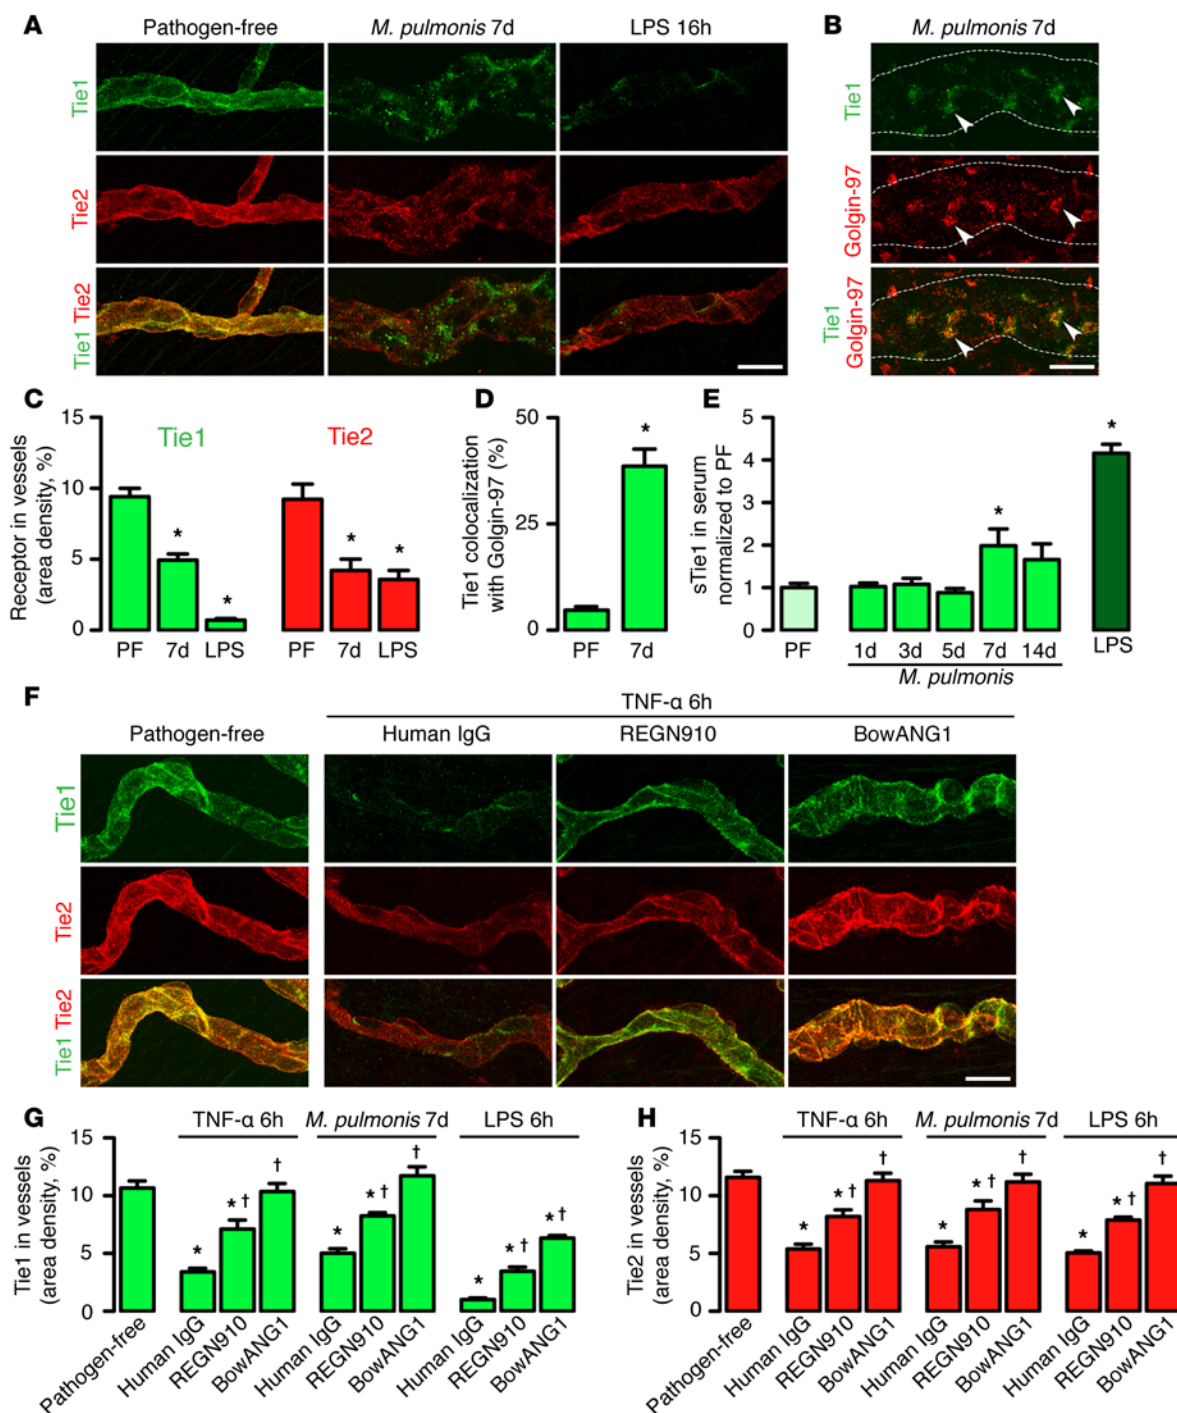 A
Pathogen-free
M. pulmonis 7d
LPS 16h
Tie1
Tie2
Tie1 Tie2
B
M. pulmonis 7d
Tie1
Golgin-97
Tie1
Golgin-97
C
Receptor in vessels
(area density, %)
15
10
5
0
Tie1
Tie2
*
*
*
*
PF
7d
LPS
PF
7d
LPS
D
Tie1 colocalization
with Golgin-97 (%)
50
25
0
*
PF
7d
E
sTie1 in serum
normalized to PF
5
4
3
2
1
0
*
*
PF
1d
3d
5d
7d
14d
LPS
M. pulmonis
F
TNF-α 6h
Pathogen-free
Human IgG
REGN910
BowANG1
Tie1
Tie2
Tie1 Tie2
G
TNF-α 6h
M. pulmonis 7d
LPS 6h
Tie1 in vessels
(area density, %)
15
10
5
0
*
* †
†
*
* †
†
*
* †
* †
Pathogen-free
Human IgG
REGN910
BowANG1
Human IgG
REGN910
BowANG1
Human IgG
REGN910
BowANG1
H
TNF-α 6h
M. pulmonis 7d
LPS 6h
Tie2 in vessels
(area density, %)
15
10
5
0
*
* †
†
*
* †
†
*
* †
†
Pathogen-free
Human IgG
REGN910
BowANG1
Human IgG
REGN910
BowANG1
Human IgG
REGN910
BowANG1